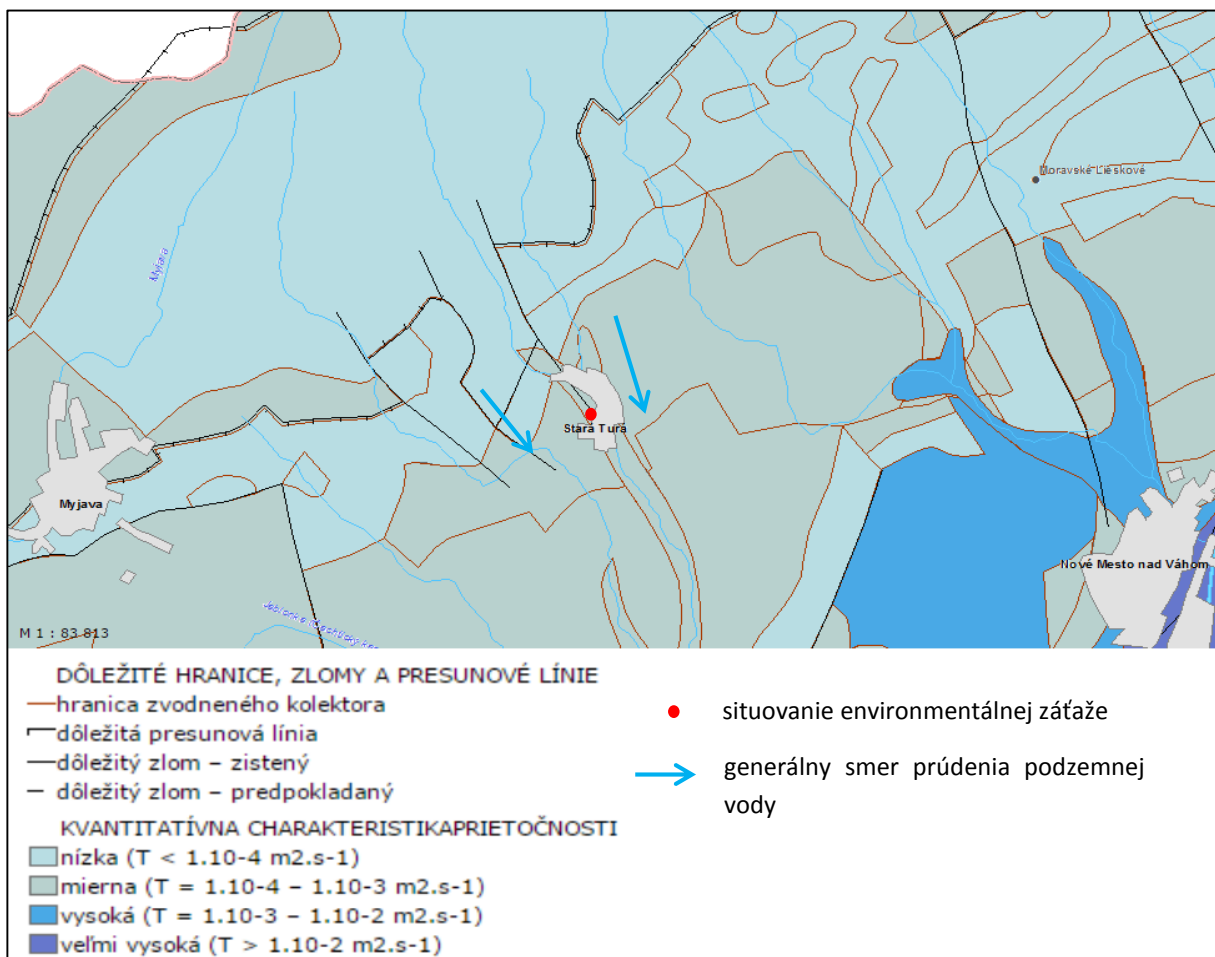 Moravské Lieskové
Myjava
Stará Turá
Myjava
Nové Mesto nad Váhom
M 1 : 83 813
DÔLEŽITÉ HRANICE, ZLOMY A PRESUNOVÉ LÍNIE
hranica zvodneného kolektora
dôležitá presunová línia
dôležitý zlom – zistený
dôležitý zlom – predpokladaný
KVANTITATÍVNA CHARAKTERISTIKAPRIETOČNOSTI
nízka (T < 1.10-4 m2.s-1)
mierna (T = 1.10-4 – 1.10-3 m2.s-1)
vysoká (T = 1.10-3 – 1.10-2 m2.s-1)
veľmi vysoká (T > 1.10-2 m2.s-1)
situovanie environmentálnej záťaže
generálny smer prúdenia podzemnej
vody